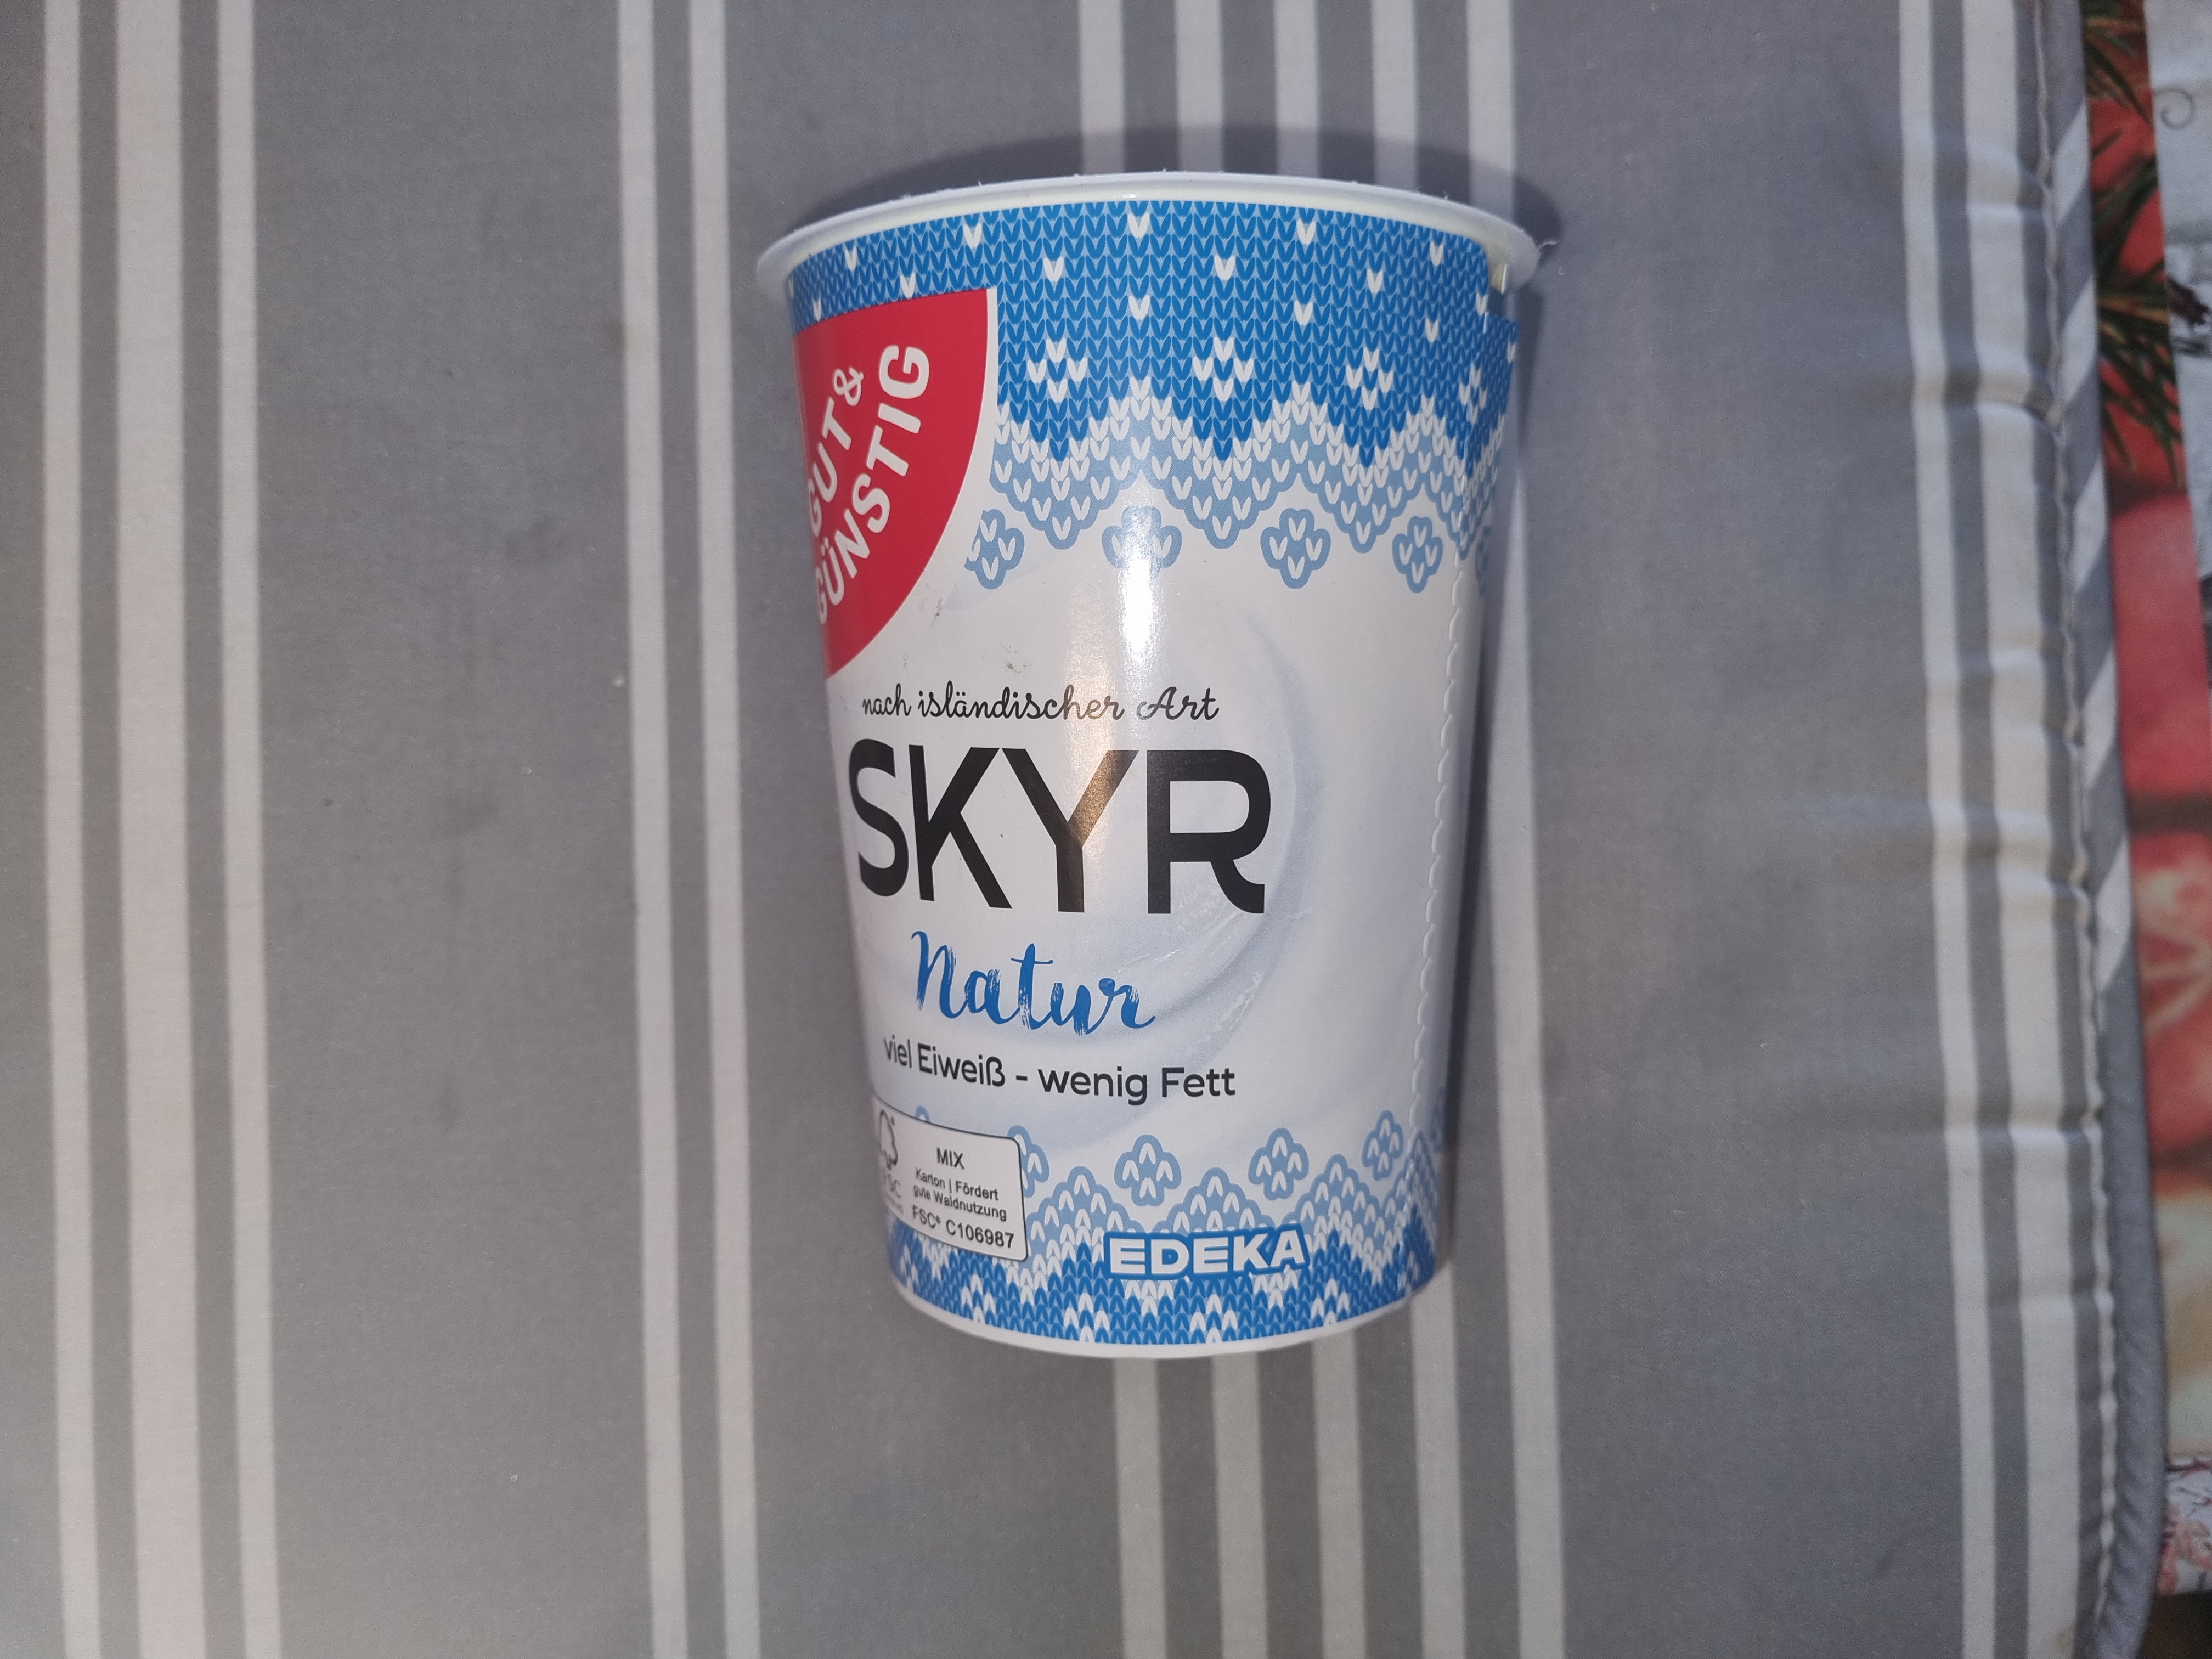 GUT&
GÜNSTIG
nach isländischer Art
SKYR
Natur
viel Eiweiß - wenig Fett
MIX
Karton | Fördert
gute Waldnutzung
FSC® C106987
EDEKA